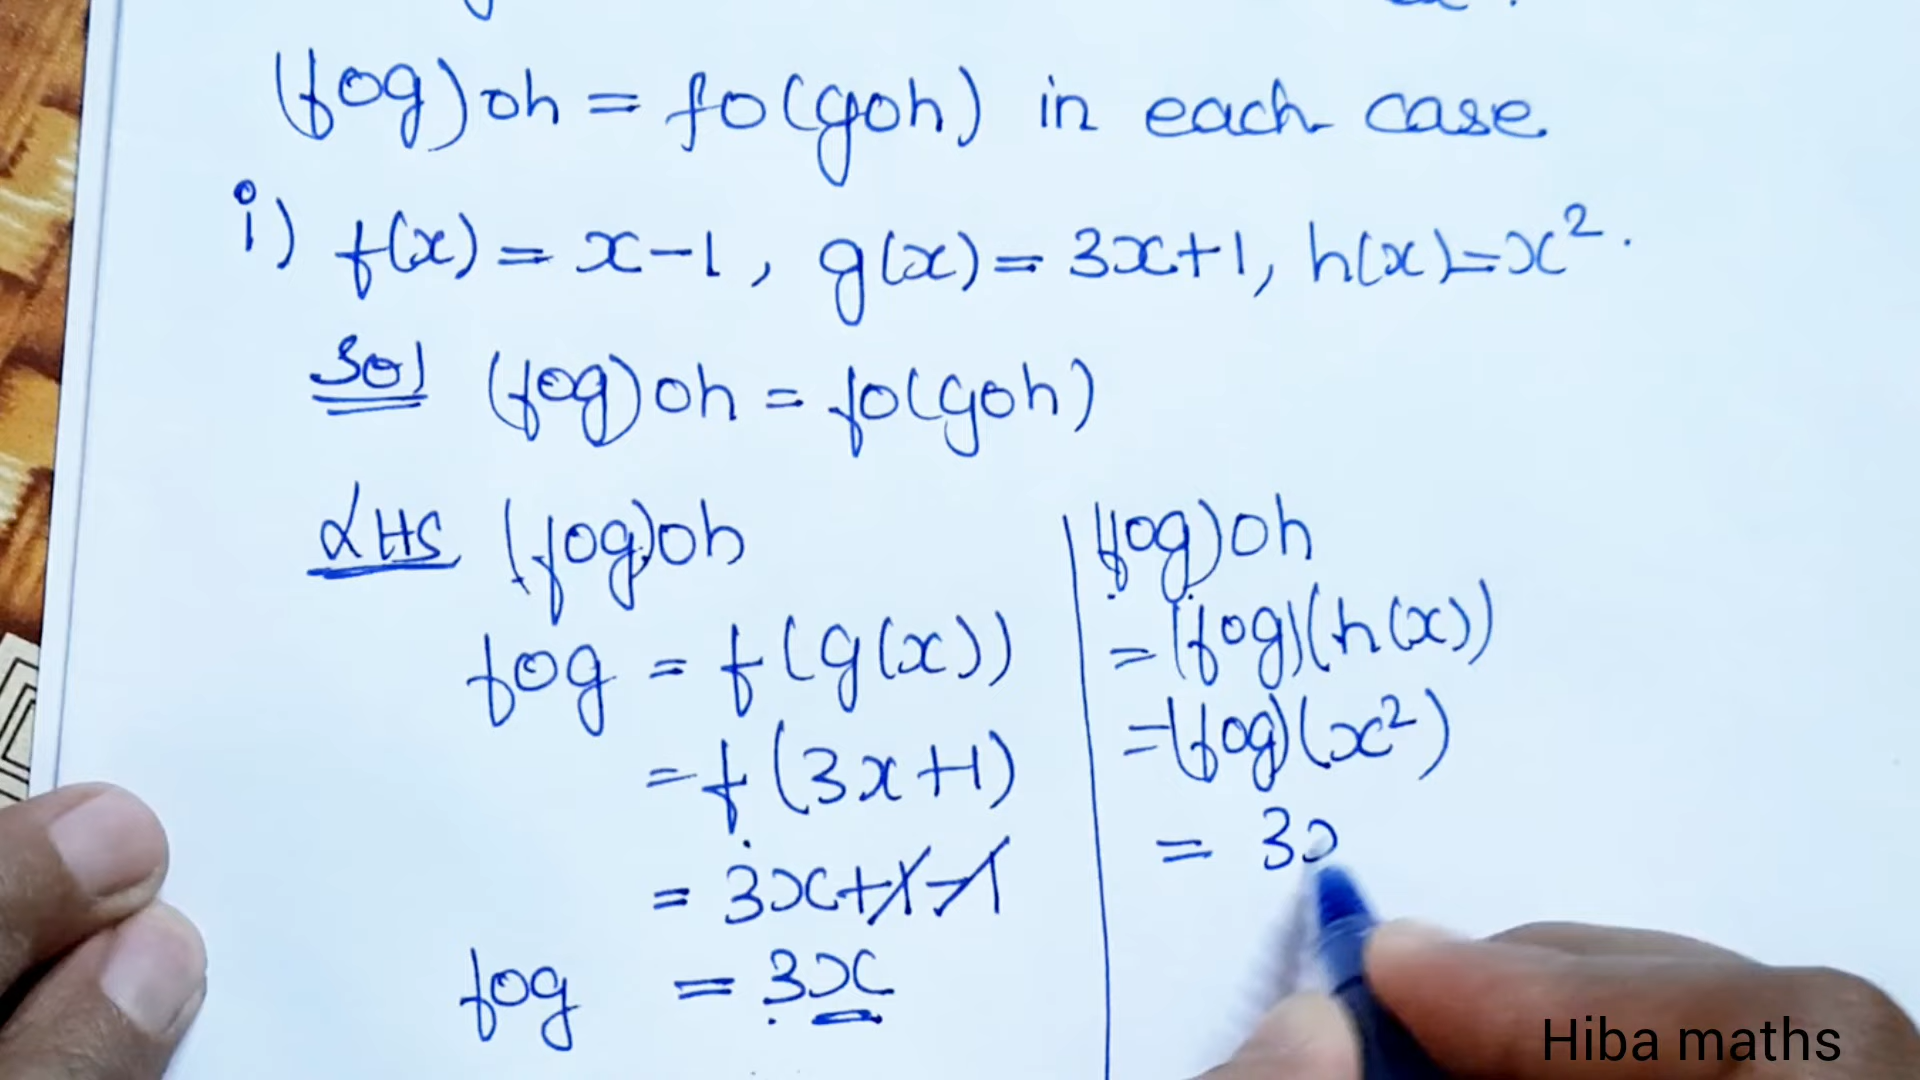 (fog)oh = fo(goh) in each case
i) f(x) = x-1, g(x) = 3x+1, h(x)=x².
Sol (fog)oh = fo(goh)
LHS (fog)oh
fog = f(g(x))
= f(3x+1)
= 3x+1-1
fog = 3x
(fog)oh
= (fog)(h(x))
= (fog)(x²)
= 3x
Hiba maths